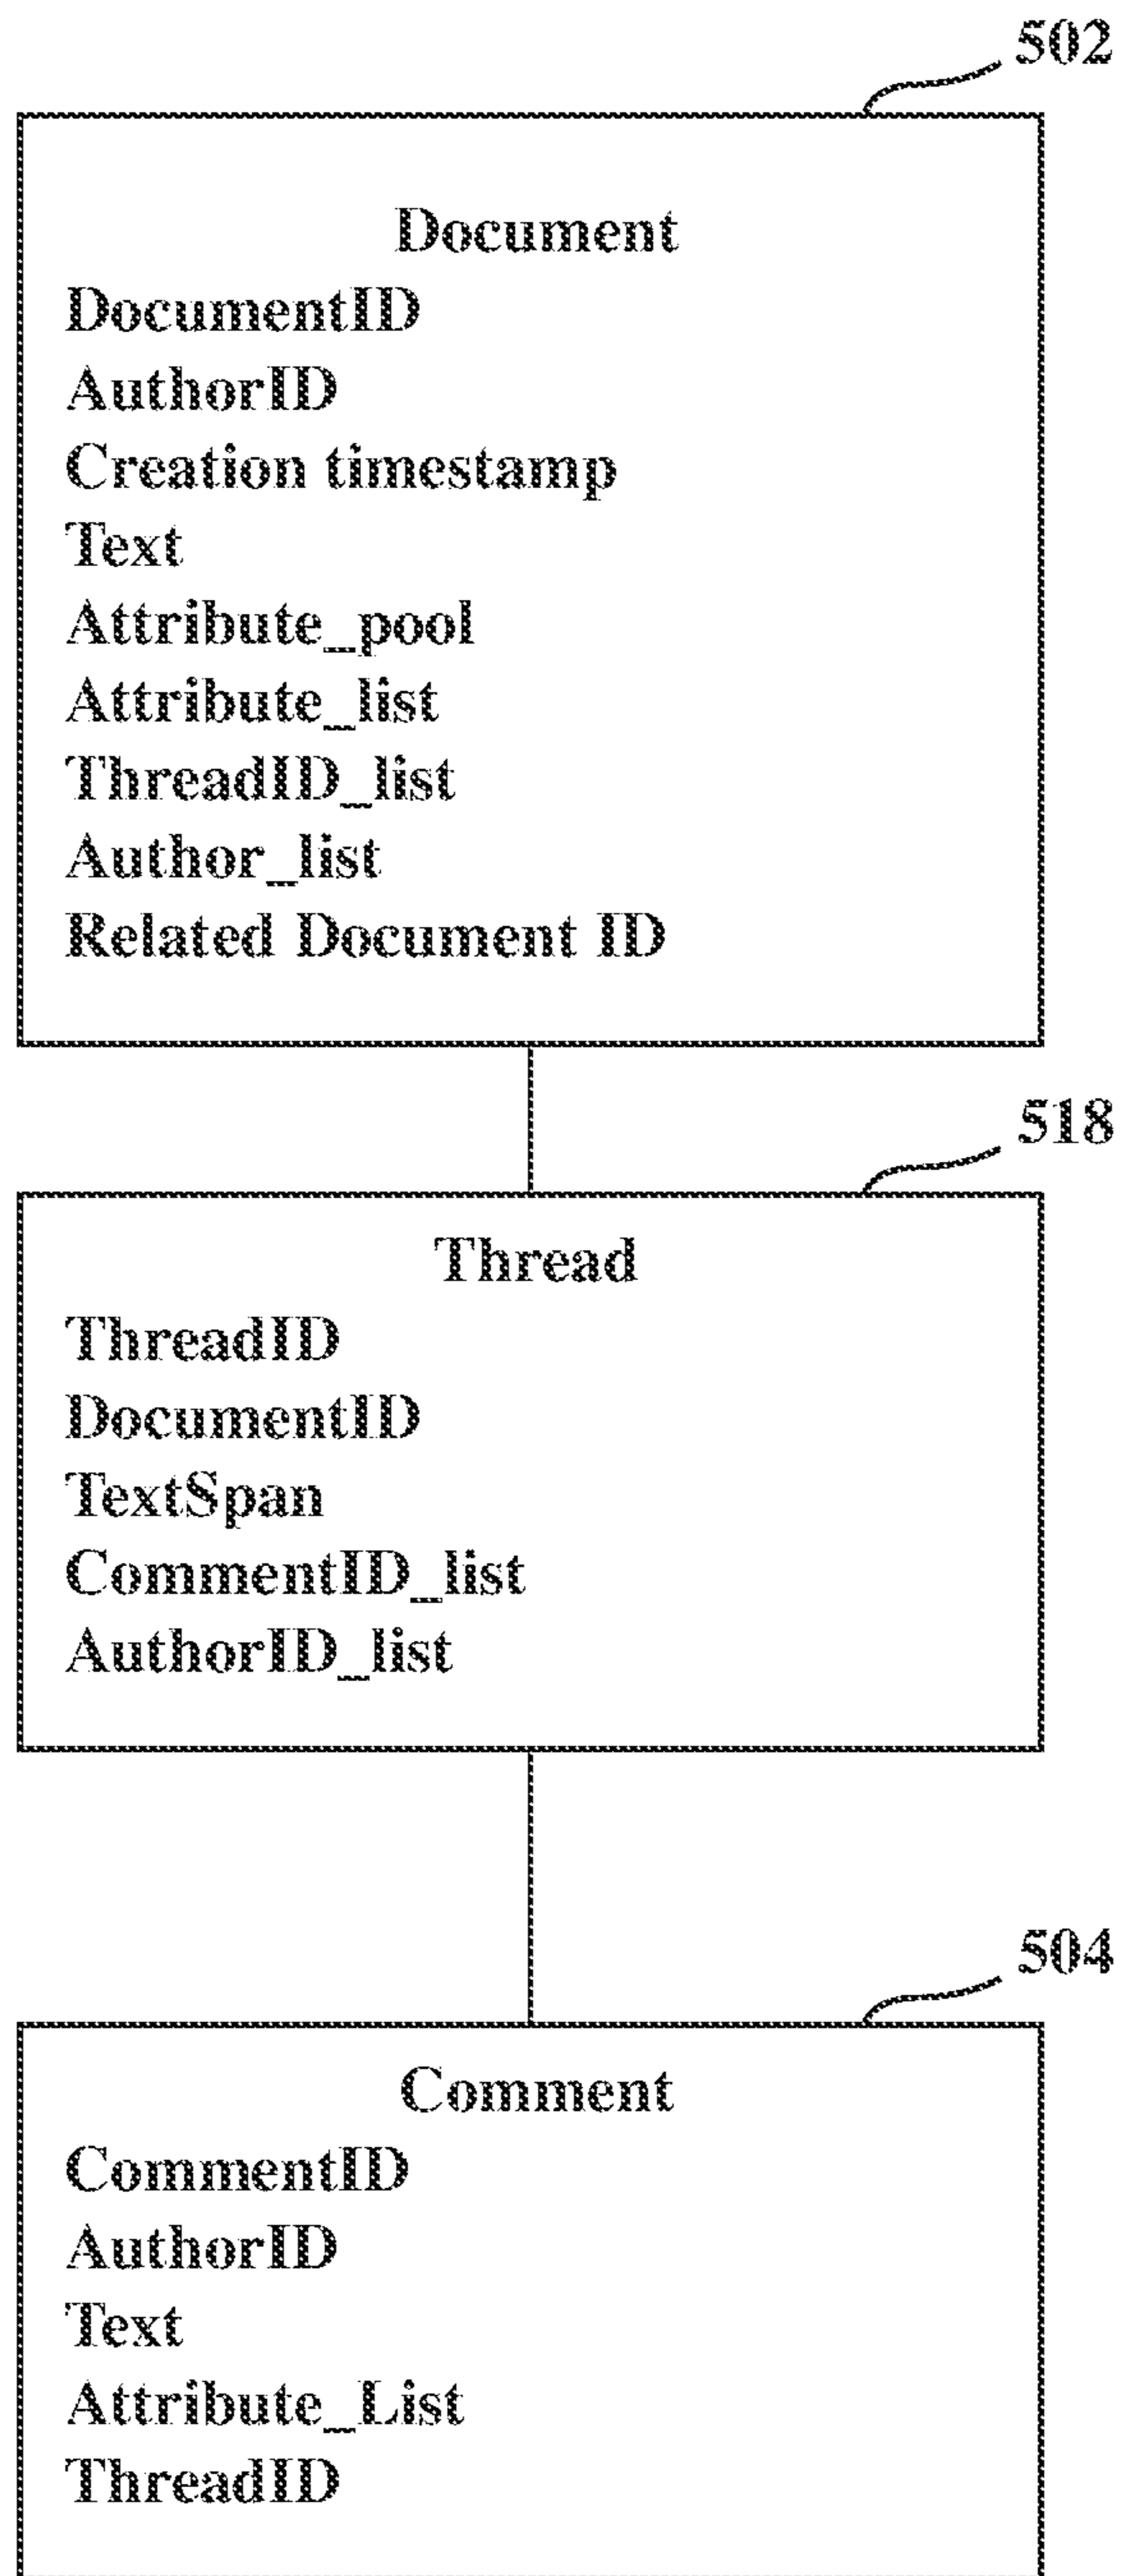 502
Document
DocumentID
AuthorID
Creation timestamp
Text
Attribute_pool
Attribute_list
ThreadID_list
Author_list
Related Document ID
518
Thread
ThreadID
DocumentID
TextSpan
CommentID_list
AuthorID_list
504
Comment
CommentID
AuthorID
Text
Attribute_List
ThreadID